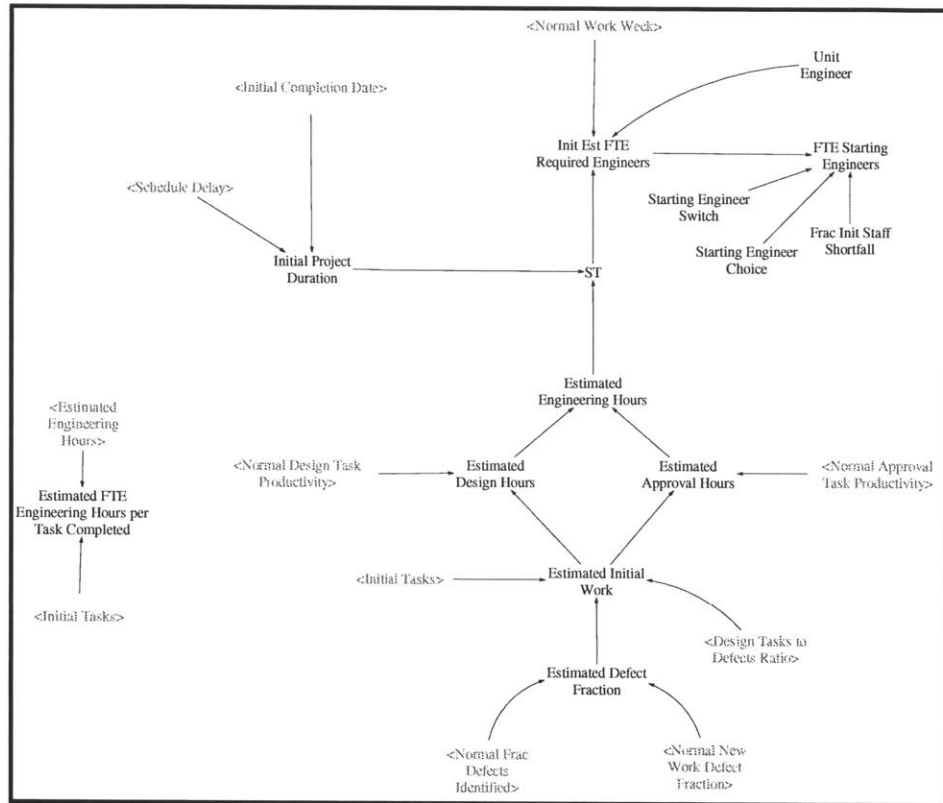 <Normal Work Week>
Unit
Engineer
<Initial Completion Date>
Init Est FTE
Required Engineers
FTE Starting
Engineers
<Schedule Delay>
Starting Engineer
Switch
Frac Init Staff
Shortfall
Starting Engineer
Choice
Initial Project
Duration
ST
Estimated
Engineering Hours
<Estimated
Engineering
Hours>
<Normal Design Task
Productivity>
Estimated
Design Hours
Estimated
Approval Hours
<Normal Approval
Task Productivity>
Estimated FTE
Engineering Hours per
Task Completed
<Initial Tasks>
Estimated Initial
Work
<Initial Tasks>
<Design Tasks to
Defects Ratio>
Estimated Defect
Fraction
<Normal Frac
Defects
Identified>
<Normal New
Work Defect
Fraction>